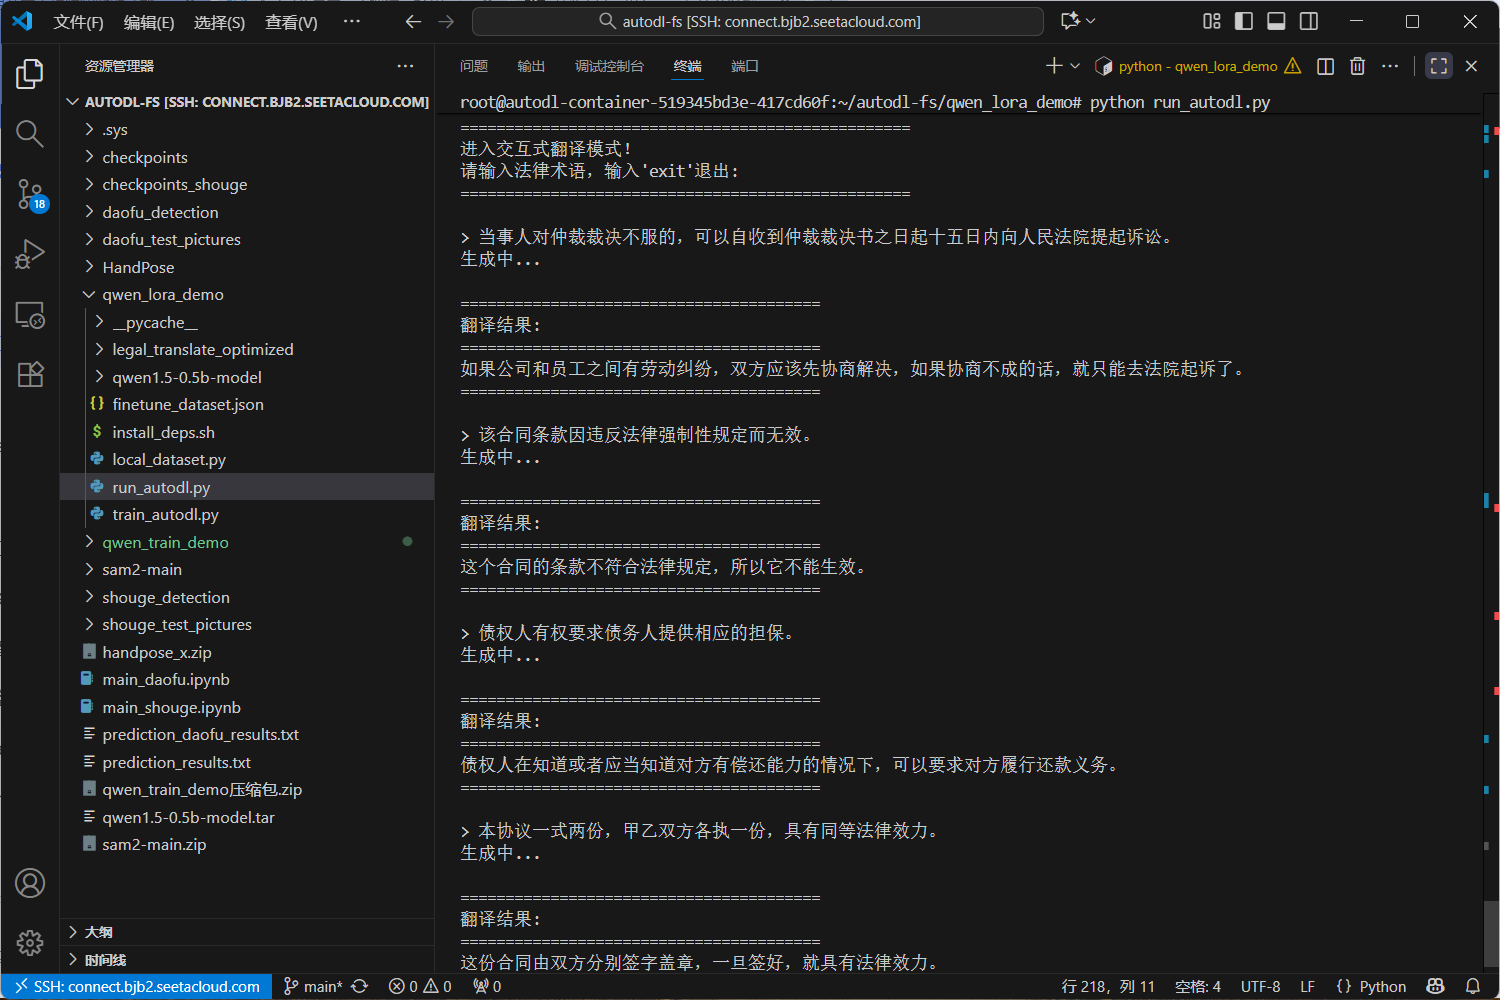 文件(F) 编辑(E) 选择(S) 查看(V) ··· autodl-fs [SSH: connect.bjb2.seetacloud.com]
资源管理器 ···
AUTODL-FS [SSH: CONNECT.BJB2.SEETACLOUD.COM]
.sys
checkpoints
checkpoints_shouge
18
daofu_detection
daofu_test_pictures
HandPose
qwen_lora_demo
__pycache__
legal_translate_optimized
qwen1.5-0.5b-model
{} finetune_dataset.json
$ install_deps.sh
local_dataset.py
run_autodl.py
train_autodl.py
qwen_train_demo
sam2-main
shouge_detection
shouge_test_pictures
handpose_x.zip
main_daofu.ipynb
main_shouge.ipynb
prediction_daofu_results.txt
prediction_results.txt
qwen_train_demo压缩包.zip
qwen1.5-0.5b-model.tar
sam2-main.zip
大纲
时间线
问题 输出 调试控制台 终端 端口 python - qwen_lora_demo ···
root@autodl-container-519345bd3e-417cd60f:~/autodl-fs/qwen_lora_demo# python run_autodl.py
==================================================
进入交互式翻译模式!
请输入法律术语，输入'exit'退出:
==================================================
> 当事人对仲裁裁决不服的，可以自收到仲裁裁决书之日起十五日内向人民法院提起诉讼。
生成中...
========================================
翻译结果:
========================================
如果公司和员工之间有劳动纠纷，双方应该先协商解决，如果协商不成的话，就只能去法院起诉了。
========================================
> 该合同条款因违反法律强制性规定而无效。
生成中...
========================================
翻译结果:
========================================
这个合同的条款不符合法律规定，所以它不能生效。
========================================
> 债权人有权要求债务人提供相应的担保。
生成中...
========================================
翻译结果:
========================================
债权人在知道或者应当知道对方有偿还能力的情况下，可以要求对方履行还款义务。
========================================
> 本协议一式两份，甲乙双方各执一份，具有同等法律效力。
生成中...
========================================
翻译结果:
========================================
这份合同由双方分别签字盖章，一旦签好，就具有法律效力。
SSH: connect.bjb2.seetacloud.com main* 0 0 0 行 218，列 11 空格: 4 UTF-8 LF {} Python